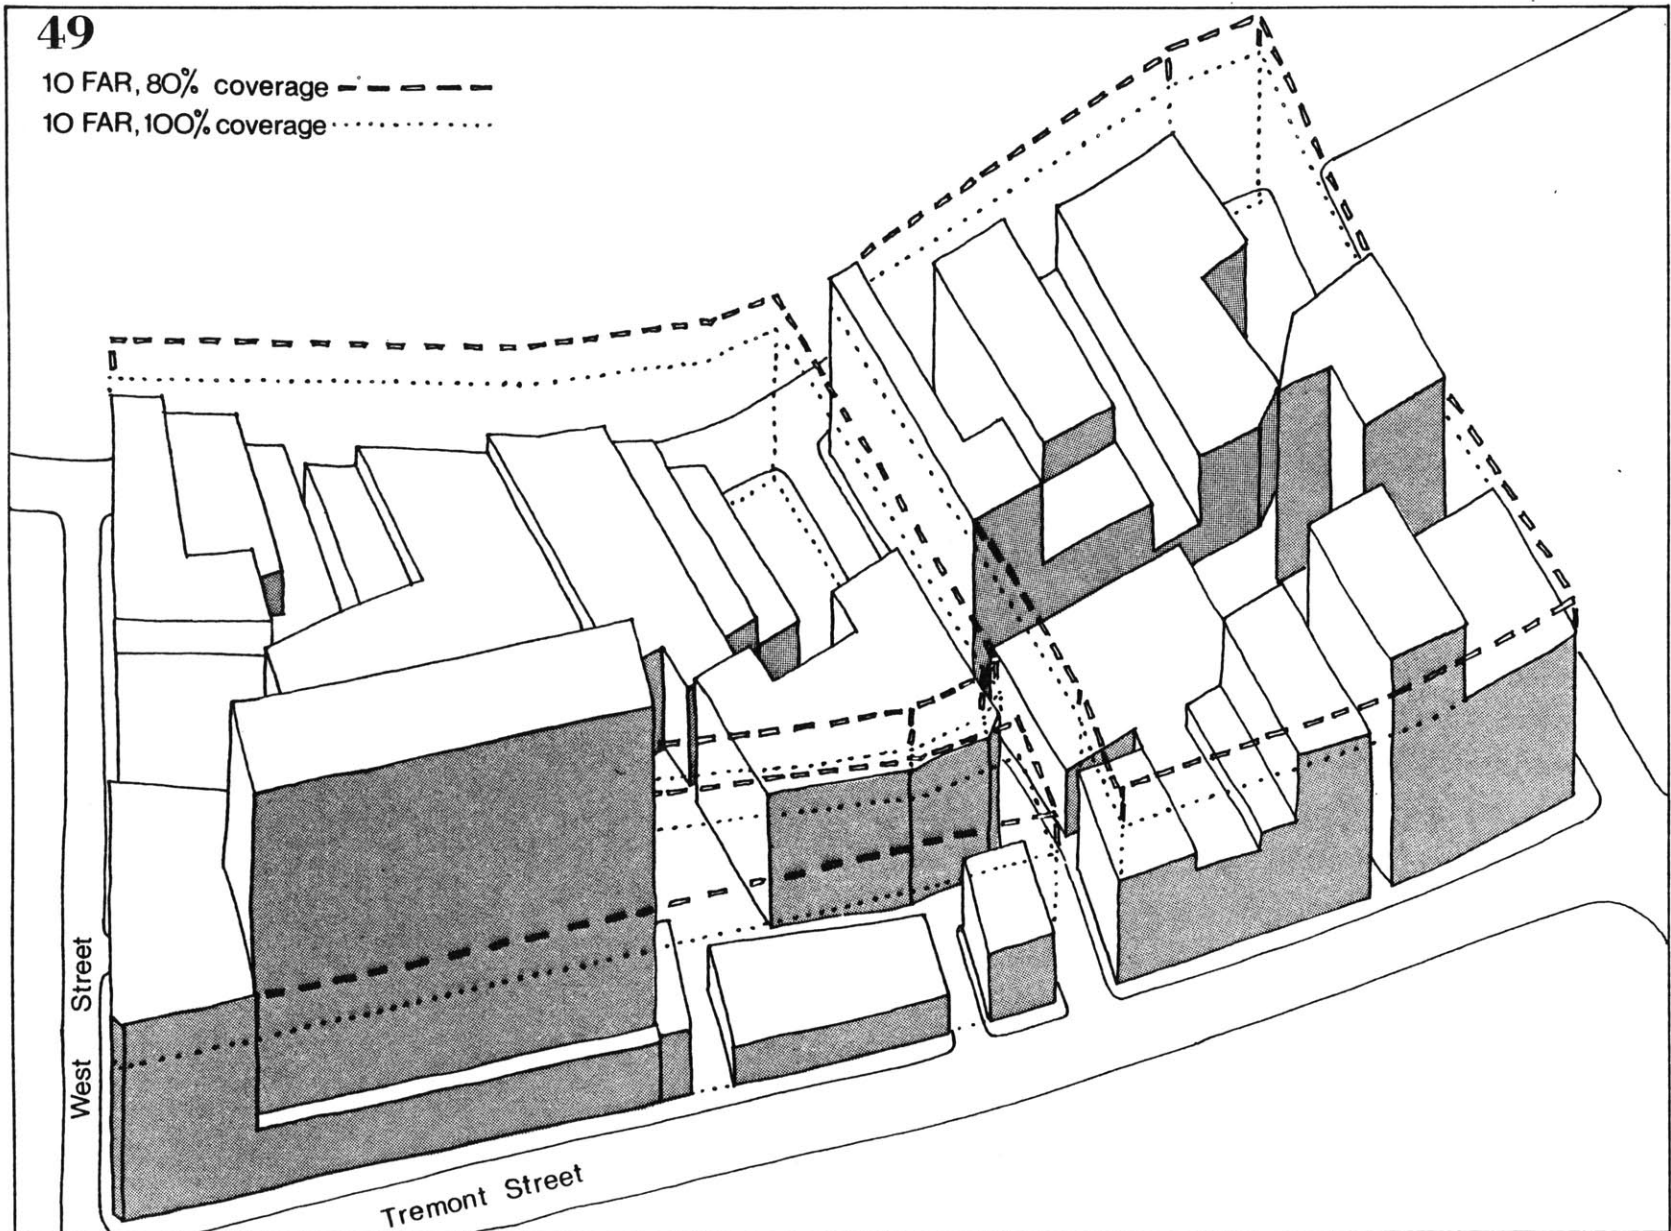 49
10 FAR, 80% coverage
10 FAR, 100% coverage
West Street
Tremont Street